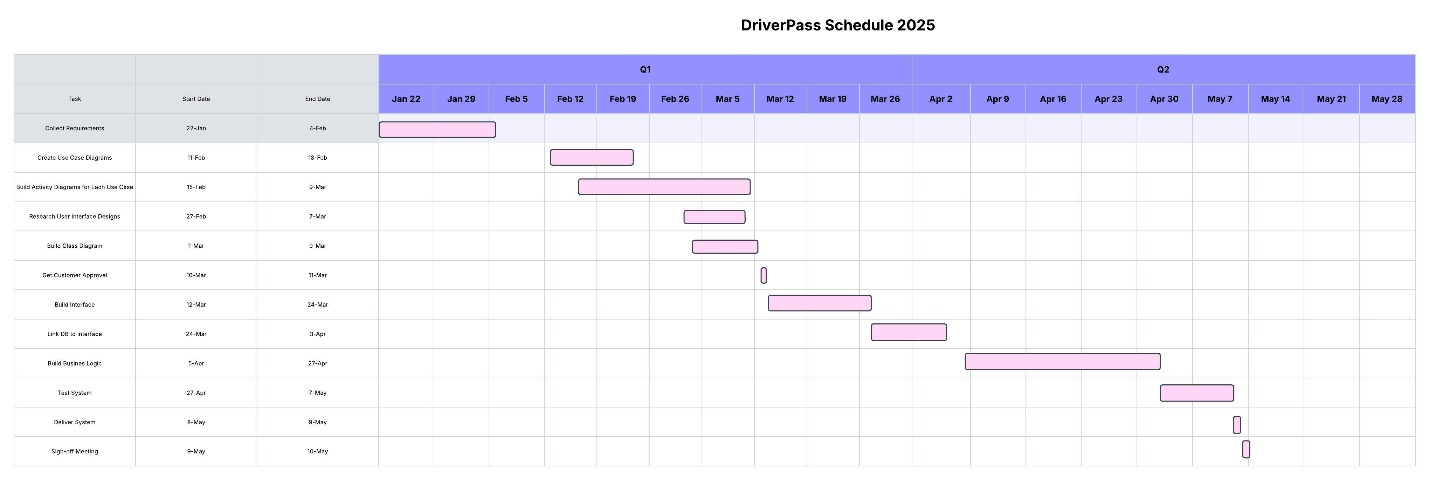 DriverPass Schedule 2025
Q1 Q2
Task Start Date End Date Jan 22 Jan 29 Feb 5 Feb 12 Feb 19 Feb 26 Mar 5 Mar 12 Mar 19 Mar 26 Apr 2 Apr 9 Apr 16 Apr 23 Apr 30 May 7 May 14 May 21 May 28
Collect Requirements 22-Jan 4-Feb
Create Use Case Diagrams 11-Feb 18-Feb
Build Activity Diagrams for Each Use Case 15-Feb 9-Mar
Research User Interface Designs 27-Feb 7-Mar
Build Class Diagram 1-Mar 9-Mar
Get Customer Approval 10-Mar 11-Mar
Build Interface 12-Mar 24-Mar
Link DB to interface 24-Mar 3-Apr
Build Busines Logic 5-Apr 27-Apr
Test System 27-Apr 7-May
Deliver System 8-May 9-May
Sign-off Meeting 9-May 10-May